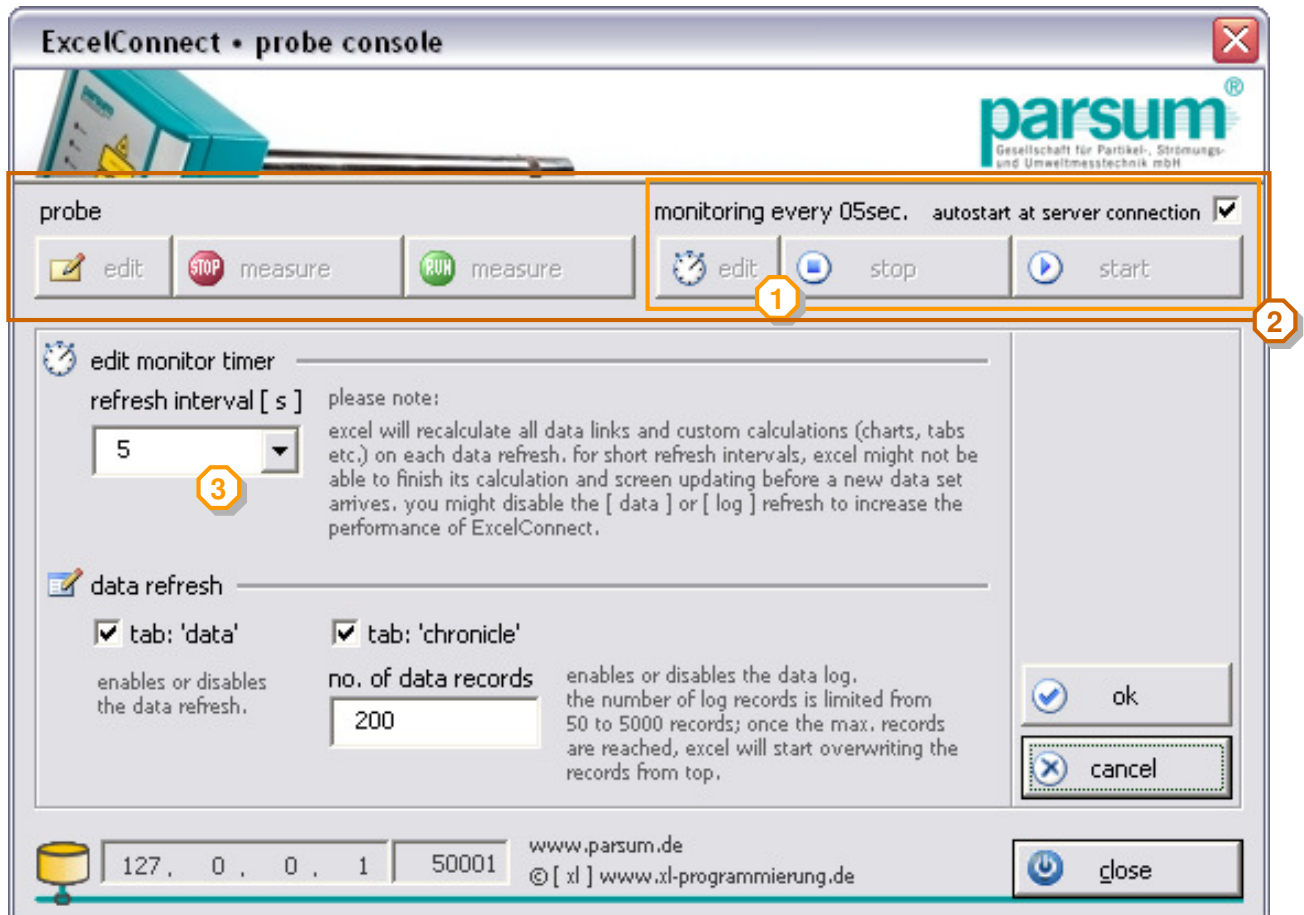 ExcelConnect • probe console
parsum®
Gesellschaft für Partikel-, Strömungs-
und Umweltmesstechnik mbH
probe
monitoring every 05sec. autostart at server connection
edit STOP measure RUN measure edit stop start
1
2
edit monitor timer
refresh interval [ s ]
5
3
please note:
excel will recalculate all data links and custom calculations (charts, tabs
etc.) on each data refresh. for short refresh intervals, excel might not be
able to finish its calculation and screen updating before a new data set
arrives. you might disable the [ data ] or [ log ] refresh to increase the
performance of ExcelConnect.
data refresh
tab: 'data'
enables or disables
the data refresh.
tab: 'chronicle'
no. of data records
200
enables or disables the data log.
the number of log records is limited from
50 to 5000 records; once the max. records
are reached, excel will start overwriting the
records from top.
ok
cancel
127. 0 . 0 . 1 50001
www.parsum.de
© [ xl ] www.xl-programmierung.de
close